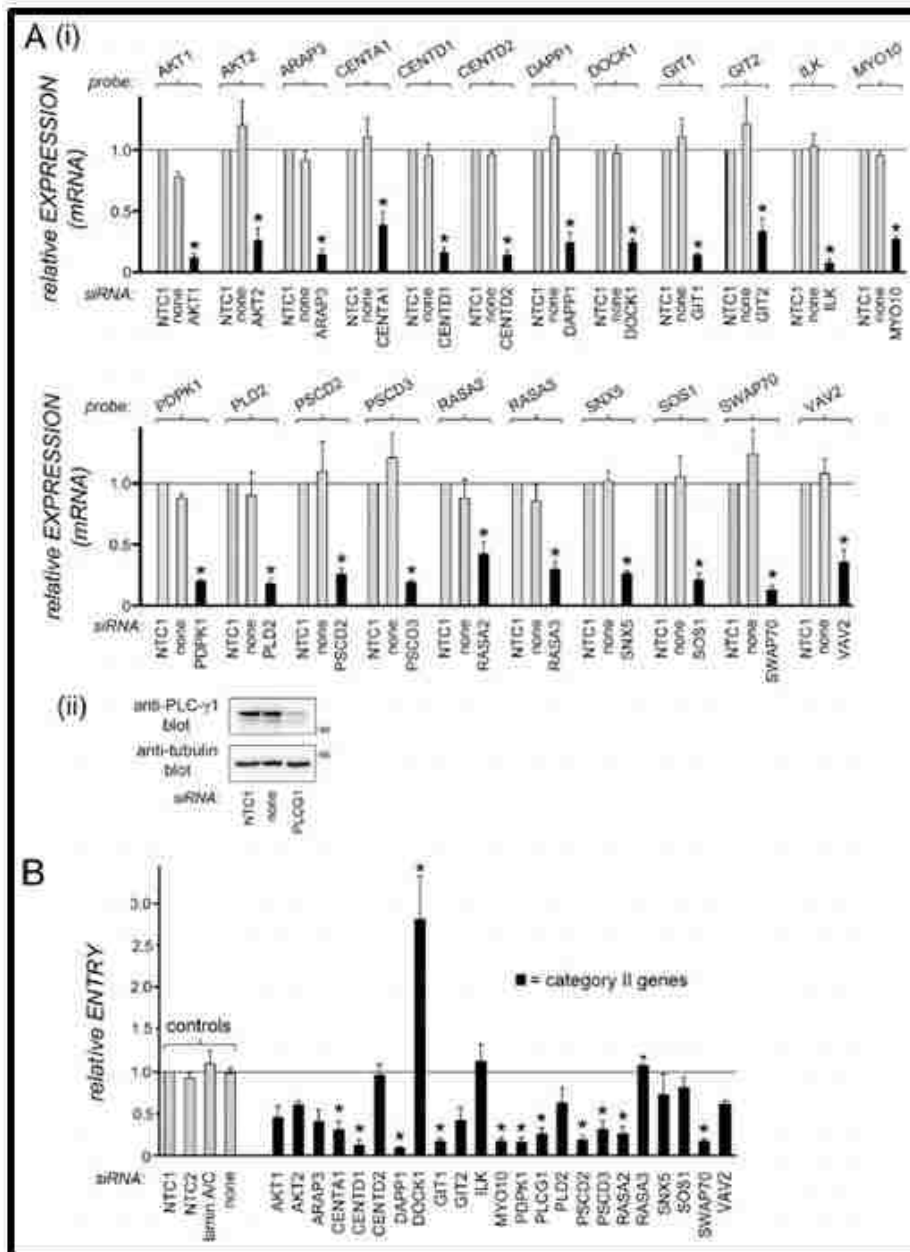 A (i)
probe: AKT1 AKT2 ARAP3 CENTA1 CENTD1 CENTD2 DAPP1 DOCK1 GIT1 GIT2 ILK MYO10
relative EXPRESSION
(mRNA)
1.0
0.5
0
siRNA: NTC1 none AKT1 NTC1 none AKT2 NTC1 none ARAP3 NTC1 none CENTA1 NTC1 none CENTD1 NTC1 none CENTD2 NTC1 none DAPP1 NTC1 none DOCK1 NTC1 none GIT1 NTC1 none GIT2 NTC1 none ILK NTC1 none MYO10
probe: PDPK1 PLD2 PSCD2 PSCD3 RASA2 RASA3 SNX5 SOS1 SWAP70 VAV2
relative EXPRESSION
(mRNA)
1.0
0.5
0
siRNA: NTC1 none PDPK1 NTC1 none PLD2 NTC1 none PSCD2 NTC1 none PSCD3 NTC1 none RASA2 NTC1 none RASA3 NTC1 none SNX5 NTC1 none SOS1 NTC1 none SWAP70 NTC1 none VAV2
(ii)
anti-PLC-γ1
blot
anti-tubulin
blot
siRNA: NTC1 none PLCG1
B
relative ENTRY
3.0
2.5
2.0
1.5
1.0
0.5
0
controls
= category II genes
siRNA: NTC1 NTC2 lamin A/C none AKT1 AKT2 ARAP3 CENTA1 CENTD1 CENTD2 DAPP1 DOCK1 GIT1 GIT2 ILK MYO10 PDPK1 PLCG1 PLD2 PSCD2 PSCD3 RASA2 RASA3 SNX5 SOS1 SWAP70 VAV2